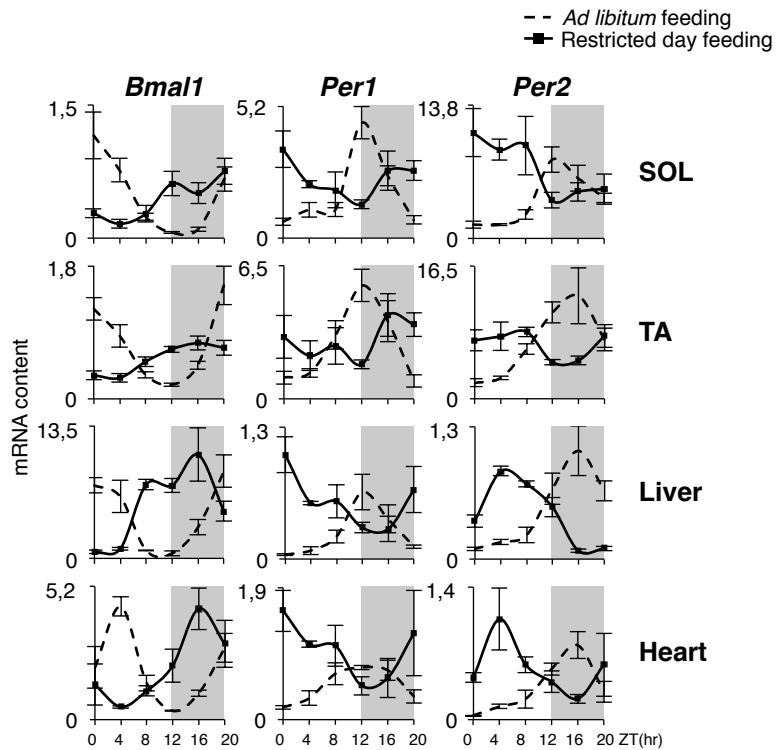 Ad libitum feeding
Restricted day feeding
Bmal1 Per1 Per2
mRNA content
1,5 5,2 13,8
SOL
0 0 0
1,8 6,5 16,5
TA
0 0 0
13,5 1,3 1,3
Liver
0 0 0
5,2 1,9 1,4
Heart
0 0 0
0 4 8 12 16 20 0 4 8 12 16 20 0 4 8 12 16 20 ZT(hr)